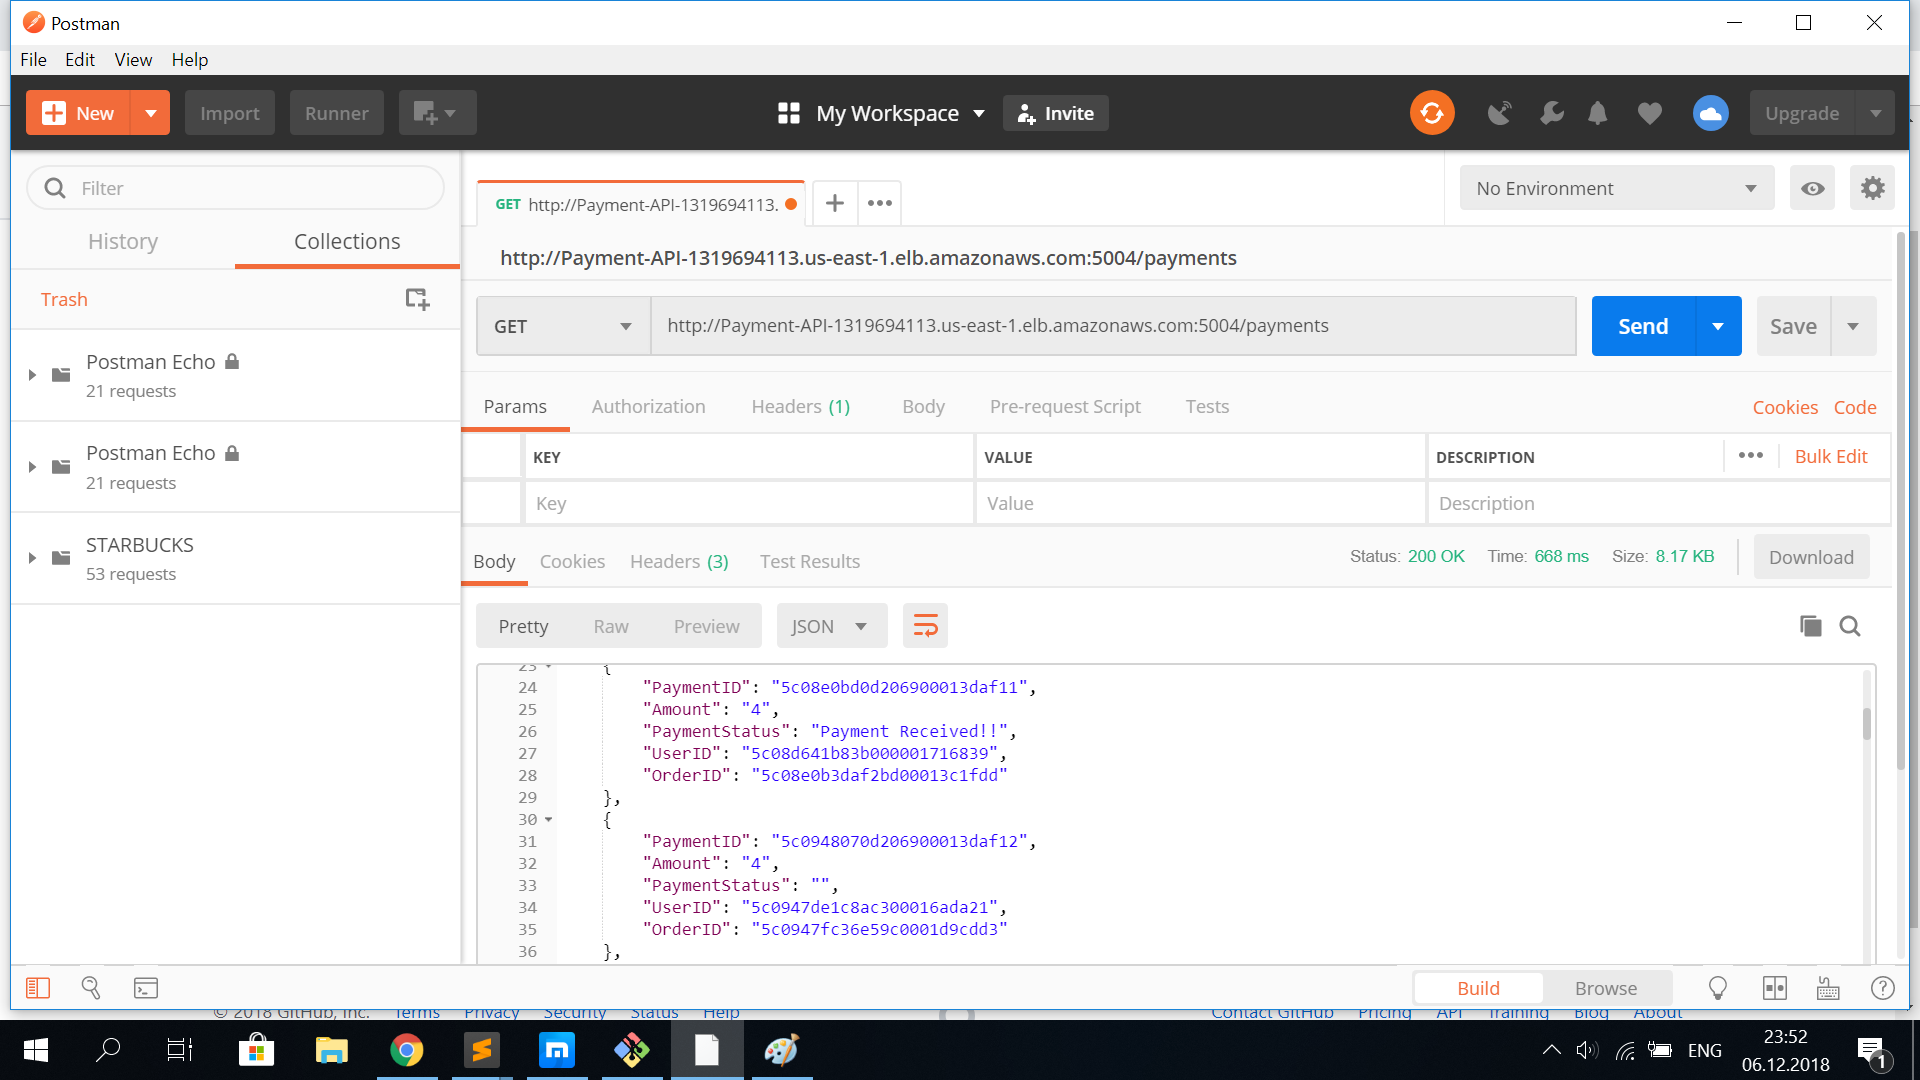 Postman
File Edit View Help
New Import Runner My Workspace Invite Upgrade
Filter
History Collections
Trash
Postman Echo
21 requests
Postman Echo
21 requests
STARBUCKS
53 requests
GET http://Payment-API-1319694113. No Environment
http://Payment-API-1319694113.us-east-1.elb.amazonaws.com:5004/payments
GET http://Payment-API-1319694113.us-east-1.elb.amazonaws.com:5004/payments Send Save
Params Authorization Headers (1) Body Pre-request Script Tests Cookies Code
KEY VALUE DESCRIPTION Bulk Edit
Key Value Description
Body Cookies Headers (3) Test Results Status: 200 OK Time: 668 ms Size: 8.17 KB Download
Pretty Raw Preview JSON
23 {
24 "PaymentID": "5c08e0bd0d206900013daf11",
25 "Amount": "4",
26 "PaymentStatus": "Payment Received!!",
27 "UserID": "5c08d641b83b000001716839",
28 "OrderID": "5c08e0b3daf2bd00013c1fdd"
29 },
30 {
31 "PaymentID": "5c0948070d206900013daf12",
32 "Amount": "4",
33 "PaymentStatus": "",
34 "UserID": "5c0947de1c8ac300016ada21",
35 "OrderID": "5c0947fc36e59c0001d9cdd3"
36 },
Build Browse
© 2018 GitHub, Inc. Terms Privacy Security Status Help Contact GitHub Pricing API Training Blog About
ENG
23:52
06.12.2018
1